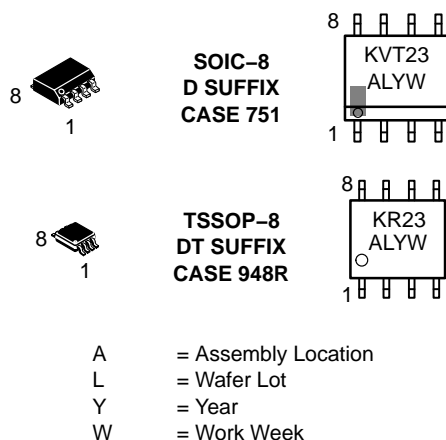 8
KVT23
ALYW
1
8
1
SOIC–8
D SUFFIX
CASE 751
8
KR23
ALYW
1
8
1
TSSOP–8
DT SUFFIX
CASE 948R
A = Assembly Location
L = Wafer Lot
Y = Year
W = Work Week